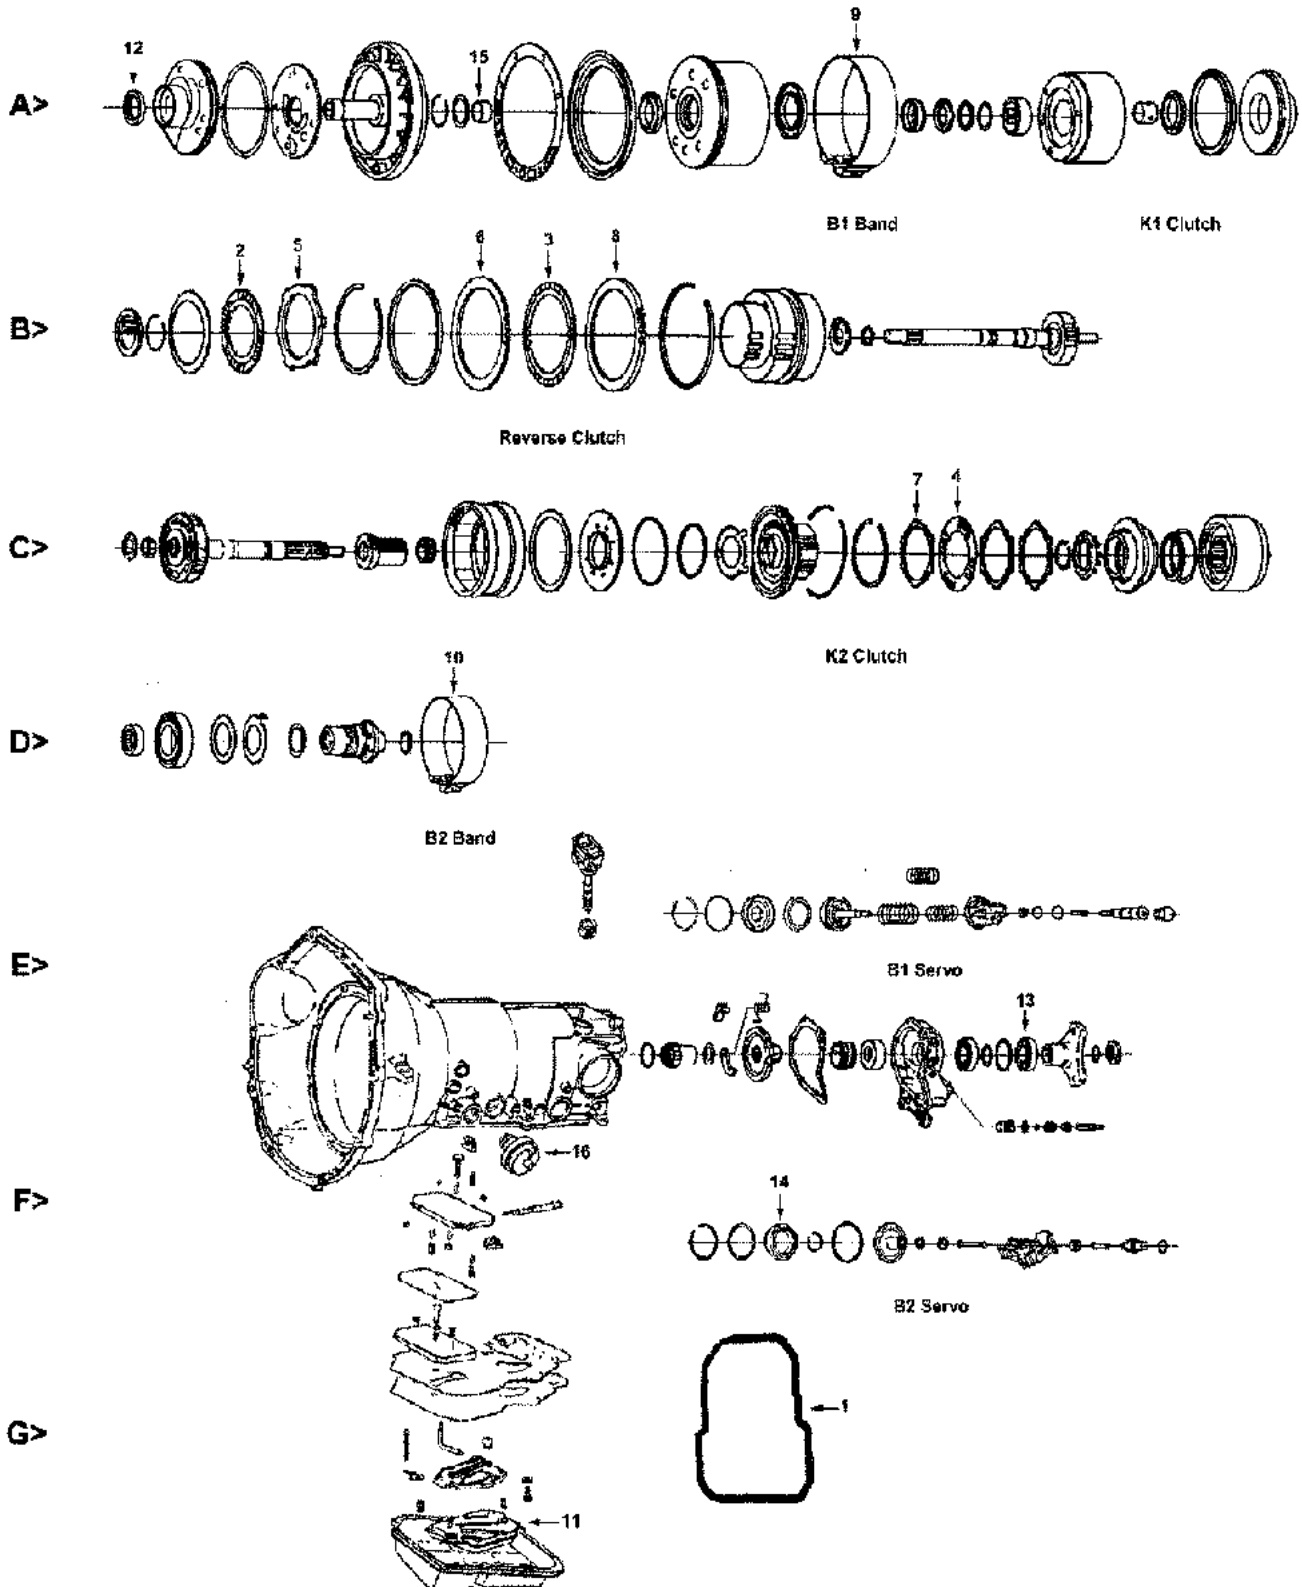 9
12
15
A>
B1 Band
K1 Clutch
2
5
6
3
8
B>
Reverse Clutch
7
4
C>
K2 Clutch
10
D>
B2 Band
E>
B1 Servo
13
16
F>
14
B2 Servo
1
G>
11